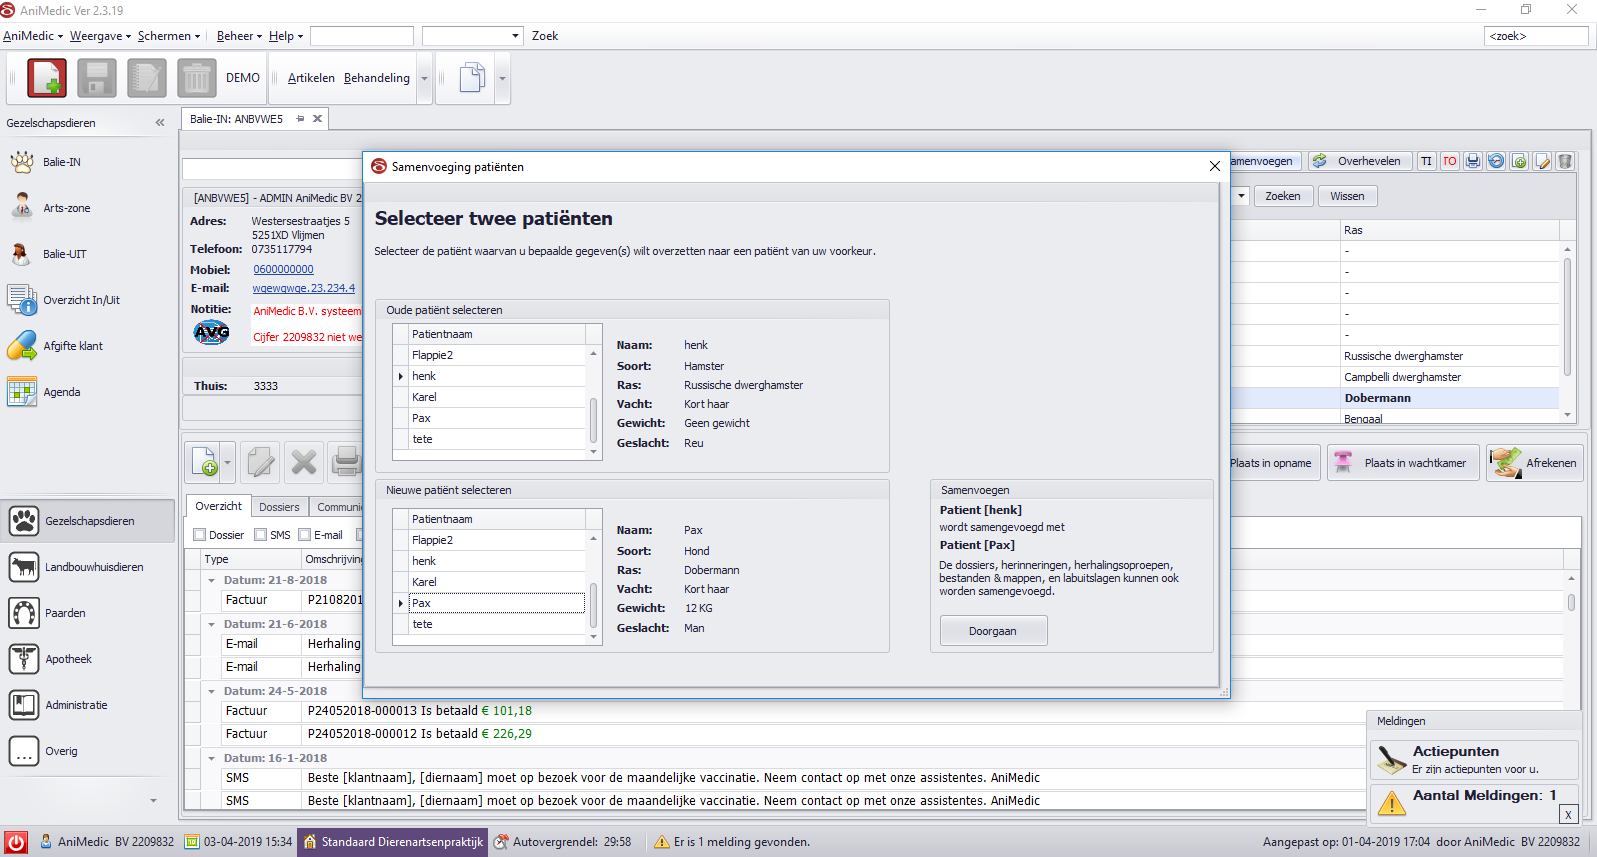 AniMedic Ver 2.3.19
AniMedic Weergave Schermen Beheer Help Zoek <zoek>
DEMO Artikelen Behandeling
Gezelschapsdieren «
Balie-IN: ANBVWE5
Balie-IN
Arts-zone
Balie-UIT
Overzicht In/Uit
Afgifte klant
Agenda
Gezelschapsdieren
Landbouwhuisdieren
Paarden
Apotheek
Administratie
... Overig
amenvoegen Overhevelen TI TO
[ANBVWE5] - ADMIN AniMedic BV 2
Zoeken Wissen
Adres: Westersestraatjes 5
5251XD Vlijmen
Telefoon: 0735117794
Mobiel: 0600000000
E-mail: wqewqwqe.23.234.4
Notitie: AniMedic B.V. systeem
AVG
Cijfer 2209832 niet we
Thuis: 3333
Ras
-
-
-
-
-
Russische dwerghamster
Campbelli dwerghamster
Dobermann
Bengaal
Plaats in opname Plaats in wachtkamer Afrekenen
Samenvoeging patiënten
Selecteer twee patiënten
Selecteer de patiënt waarvan u bepaalde gegeven(s) wilt overzetten naar een patiënt van uw voorkeur.
Oude patiënt selecteren
Patientnaam
Flappie2
henk
Karel
Pax
tete
Naam: henk
Soort: Hamster
Ras: Russische dwerghamster
Vacht: Kort haar
Gewicht: Geen gewicht
Geslacht: Reu
Nieuwe patiënt selecteren
Patientnaam
Flappie2
henk
Karel
Pax
tete
Naam: Pax
Soort: Hond
Ras: Dobermann
Vacht: Kort haar
Gewicht: 12 KG
Geslacht: Man
Samenvoegen
Patient [henk]
wordt samengevoegd met
Patient [Pax]
De dossiers, herinneringen, herhalingsoproepen,
bestanden & mappen, en labuitslagen kunnen ook
worden samengevoegd.
Doorgaan
Overzicht Dossiers Communi
Dossier SMS E-mail
Type Omschrijving
Datum: 21-8-2018
Factuur P2108201
Datum: 21-6-2018
E-mail Herhaling
E-mail Herhaling
Datum: 24-5-2018
Factuur P24052018-000013 Is betaald € 101,18
Factuur P24052018-000012 Is betaald € 226,29
Datum: 16-1-2018
SMS Beste [klantnaam], [diernaam] moet op bezoek voor de maandelijke vaccinatie. Neem contact op met onze assistentes. AniMedic
SMS Beste [klantnaam], [diernaam] moet op bezoek voor de maandelijke vaccinatie. Neem contact op met onze assistentes. AniMedic
Meldingen
Actiepunten
Er zijn actiepunten voor u.
Aantal Meldingen: 1
X
AniMedic BV 2209832 03-04-2019 15:34 Standaard Dierenartsenpraktijk Autovergrendel: 29:58 Er is 1 melding gevonden. Aangepast op: 01-04-2019 17:04 door AniMedic BV 2209832